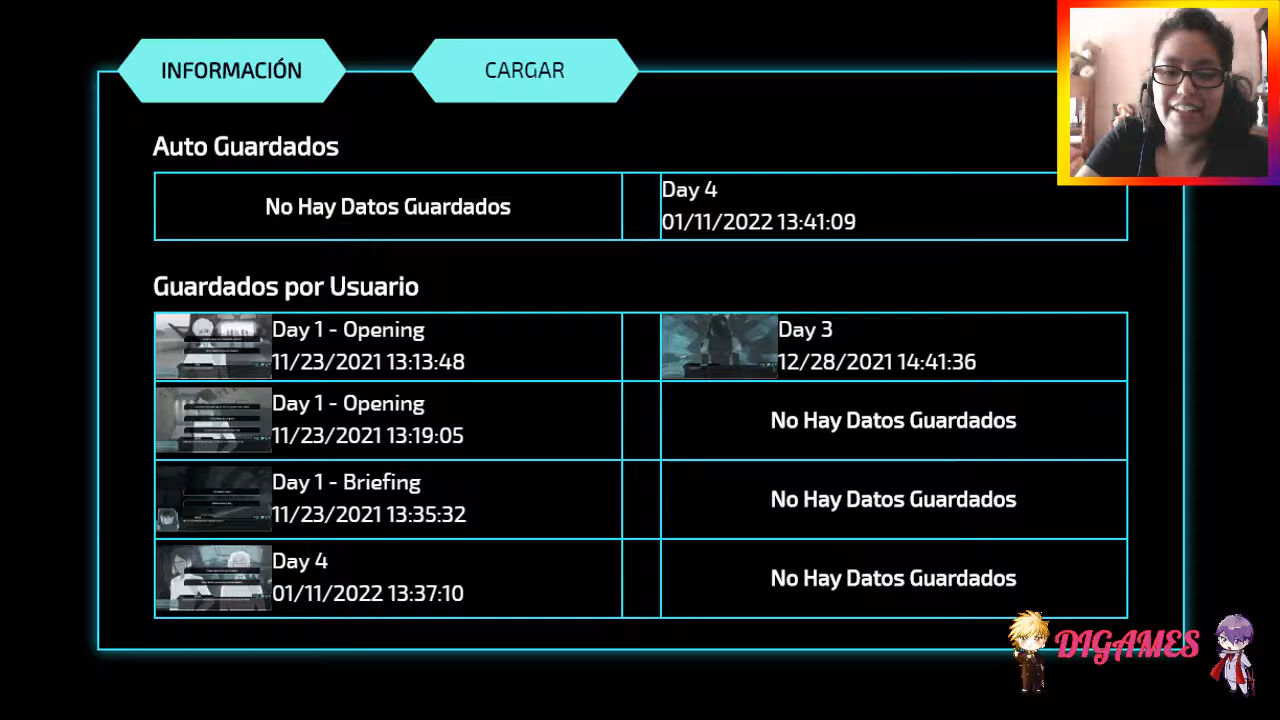 INFORMACIÓN
CARGAR
Auto Guardados
No Hay Datos Guardados
Day 4
01/11/2022 13:41:09
Guardados por Usuario
Day 1 - Opening
11/23/2021 13:13:48
Day 3
12/28/2021 14:41:36
Day 1 - Opening
11/23/2021 13:19:05
No Hay Datos Guardados
Day 1 - Briefing
11/23/2021 13:35:32
No Hay Datos Guardados
Day 4
01/11/2022 13:37:10
No Hay Datos Guardados
DIGAMES